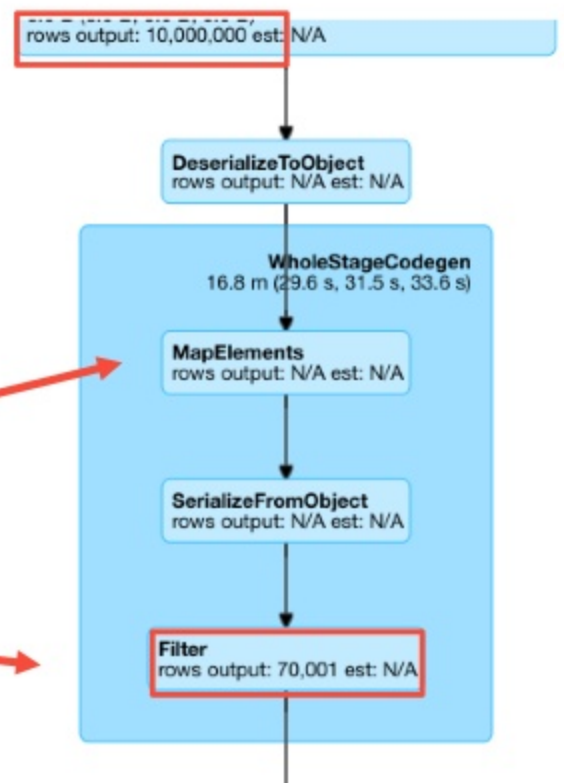 rows output: 10,000,000 est: N/A
DeserializeToObject
rows output: N/A est: N/A
WholeStageCodegen
16.8 m (29.6 s, 31.5 s, 33.6 s)
MapElements
rows output: N/A est: N/A
SerializeFromObject
rows output: N/A est: N/A
Filter
rows output: 70,001 est: N/A